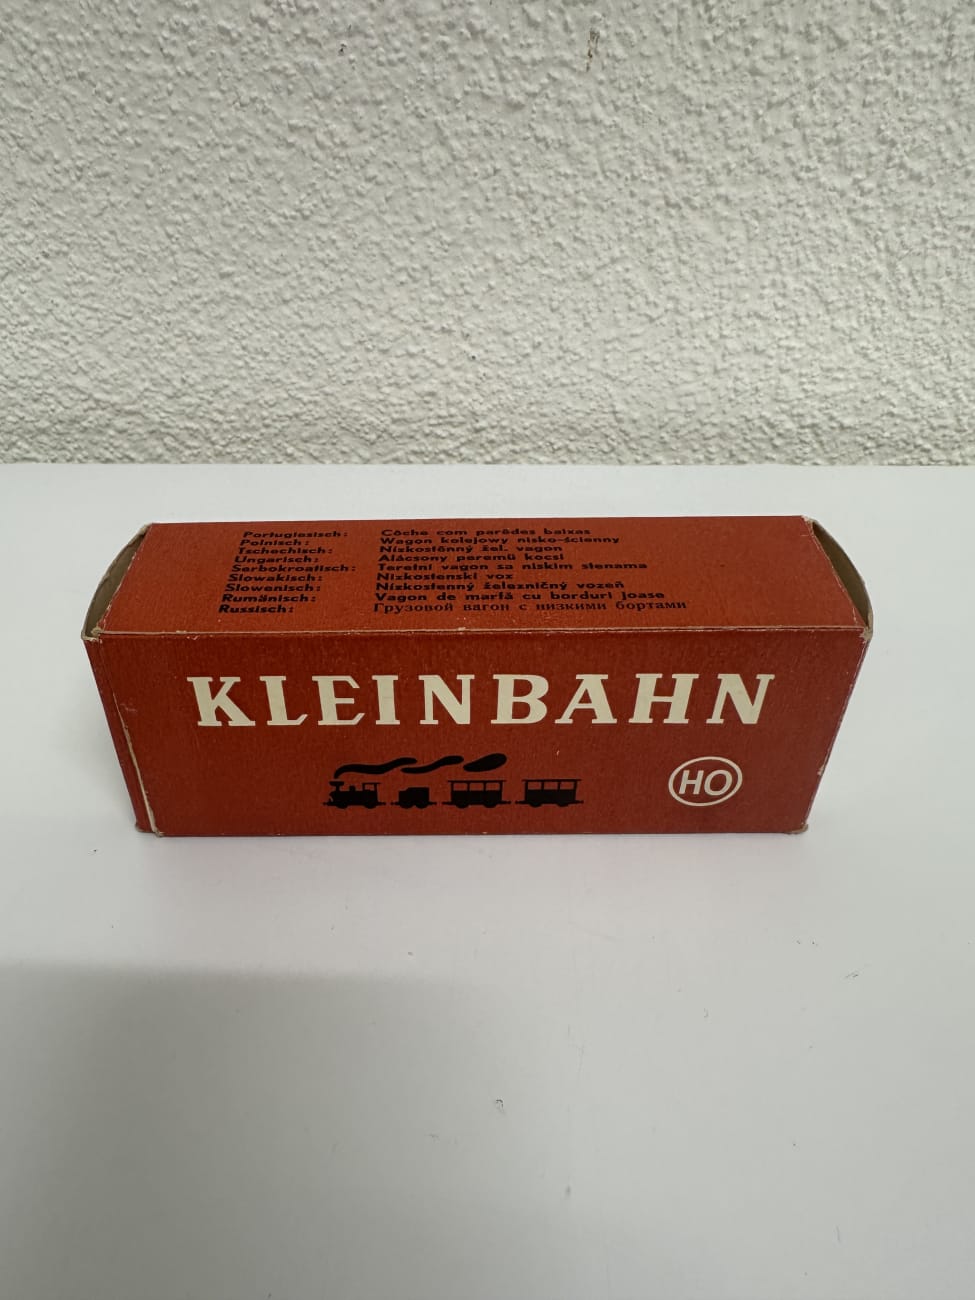 Portugiesisch: Côche com parêdes baixas
Polnisch: Wagon kolejowy nisko-ścienny
Tschechisch: Nizkostěnný žel. vagon
Ungarisch: Alácsony peremű kocsi
Serbokroatisch: Teretni vagon sa niskim stenama
Slowakisch: Nizkostenski voz
Slowenisch: Nizkostenný železničný vozeň
Rumänisch: Vagon de marfă cu borduri joase
Russisch: Грузовой вагон с низкими бортами
KLEINBAHN
HO